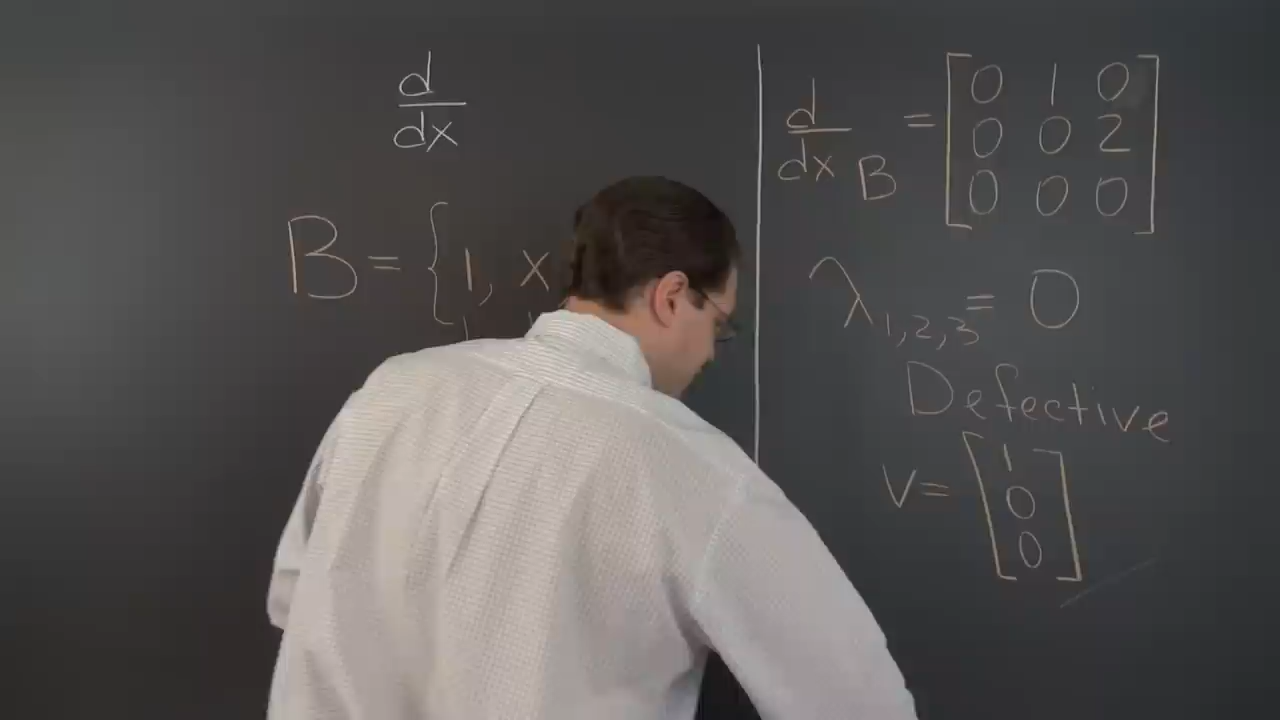 d
dx
B = { 1, x
d
dx B = [ 0 1 0
0 0 2
0 0 0 ]
λ1,2,3 = 0
Defective
v = [ 1
0
0 ]